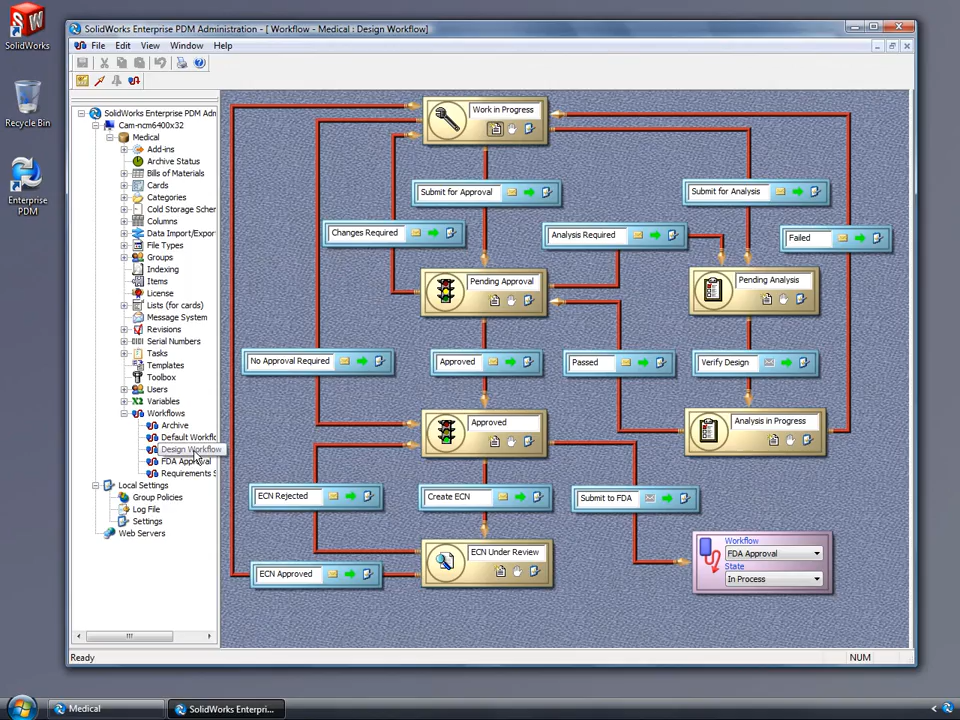 SolidWorks
Recycle Bin
Enterprise
PDM
SolidWorks Enterprise PDM Administration - [ Workflow - Medical : Design Workflow]
File Edit View Window Help
SolidWorks Enterprise PDM Adm
Cam-ncm6400x32
Medical
Add-ins
Archive Status
Bills of Materials
Cards
Categories
Cold Storage Scher
Columns
Data Import/Expor
File Types
Groups
Indexing
Items
License
Lists (for cards)
Message System
Revisions
Serial Numbers
Tasks
Templates
Toolbox
Users
Variables
Workflows
Archive
Default Workflo
Design Workflow
FDA Approval
Requirements S
Local Settings
Group Policies
Log File
Settings
Web Servers
Work in Progress
Submit for Approval
Submit for Analysis
Changes Required
Analysis Required
Failed
Pending Approval
Pending Analysis
No Approval Required
Approved
Passed
Verify Design
Approved
Analysis in Progress
ECN Rejected
Create ECN
Submit to FDA
ECN Under Review
ECN Approved
Workflow
FDA Approval
State
In Process
Ready
NUM
Medical
SolidWorks Enterpri...